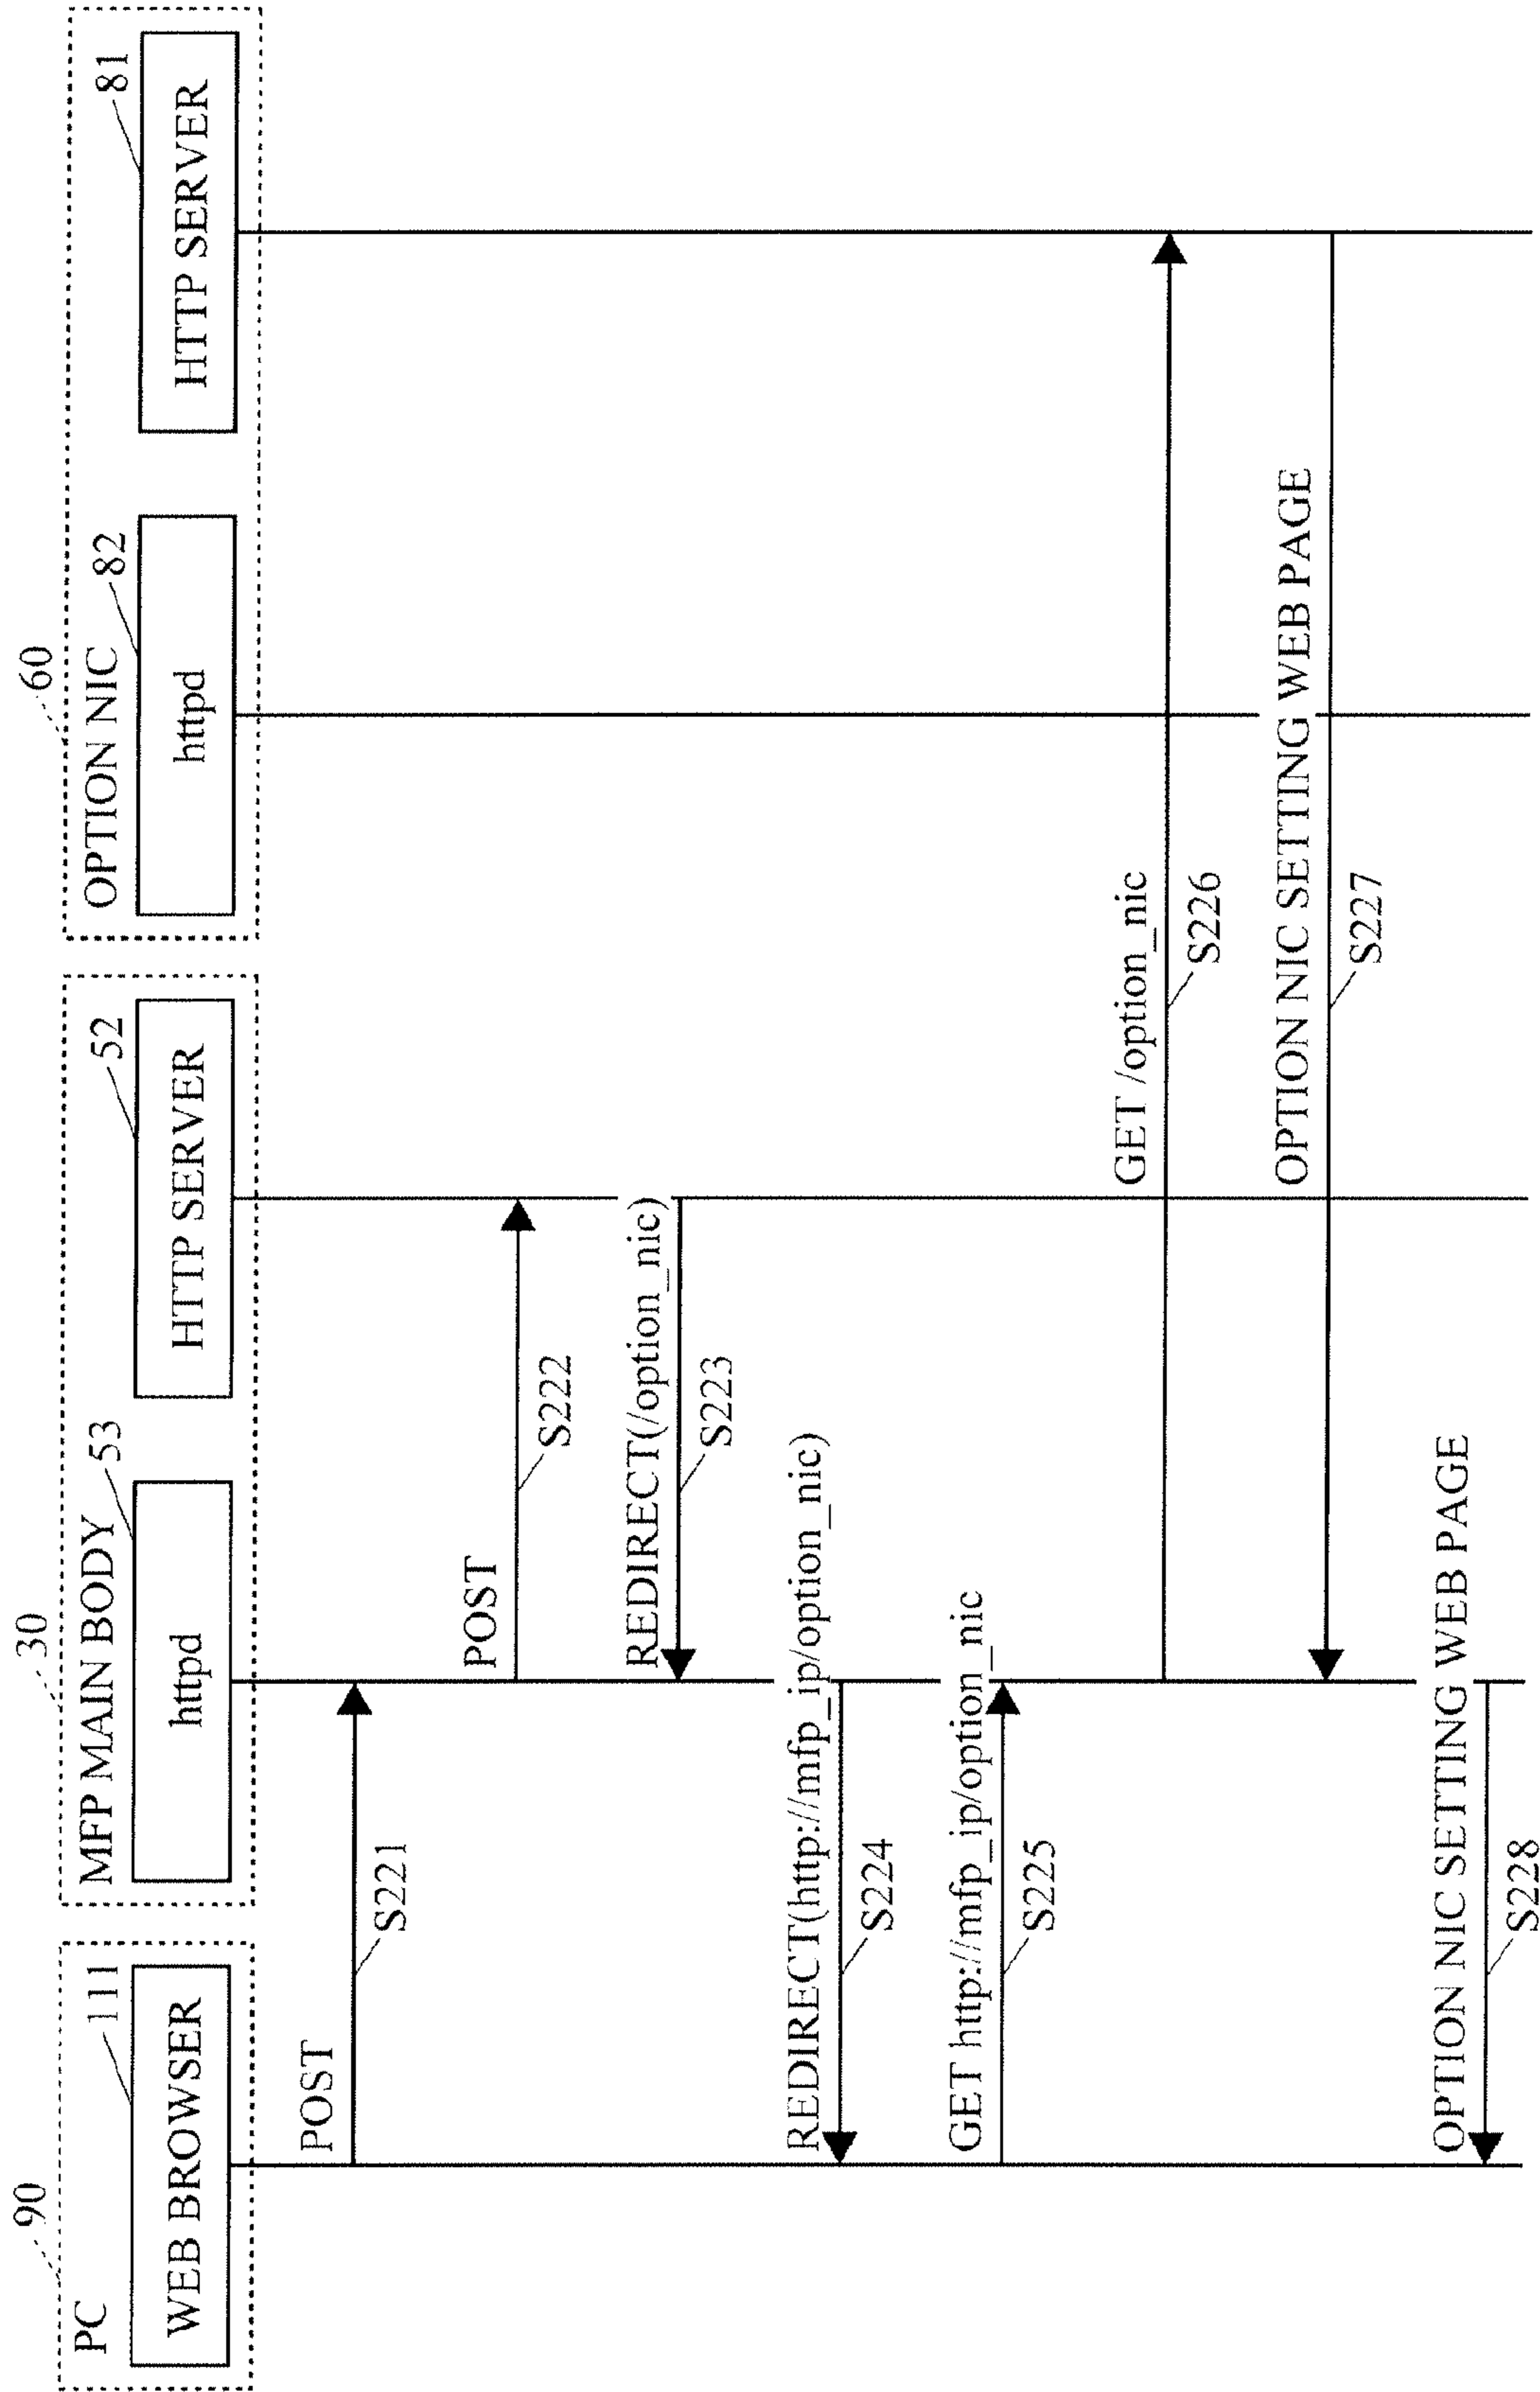 90
PC
111
WEB BROWSER
30
MFP MAIN BODY
53
httpd
52
HTTP SERVER
60
OPTION NIC
82
httpd
81
HTTP SERVER
POST
S221
POST
S222
REDIRECT(/option_nic)
S223
REDIRECT(http://mfp_ip/option_nic)
S224
GET http://mfp_ip/option_nic
S225
GET /option_nic
S226
OPTION NIC SETTING WEB PAGE
S227
OPTION NIC SETTING WEB PAGE
S228